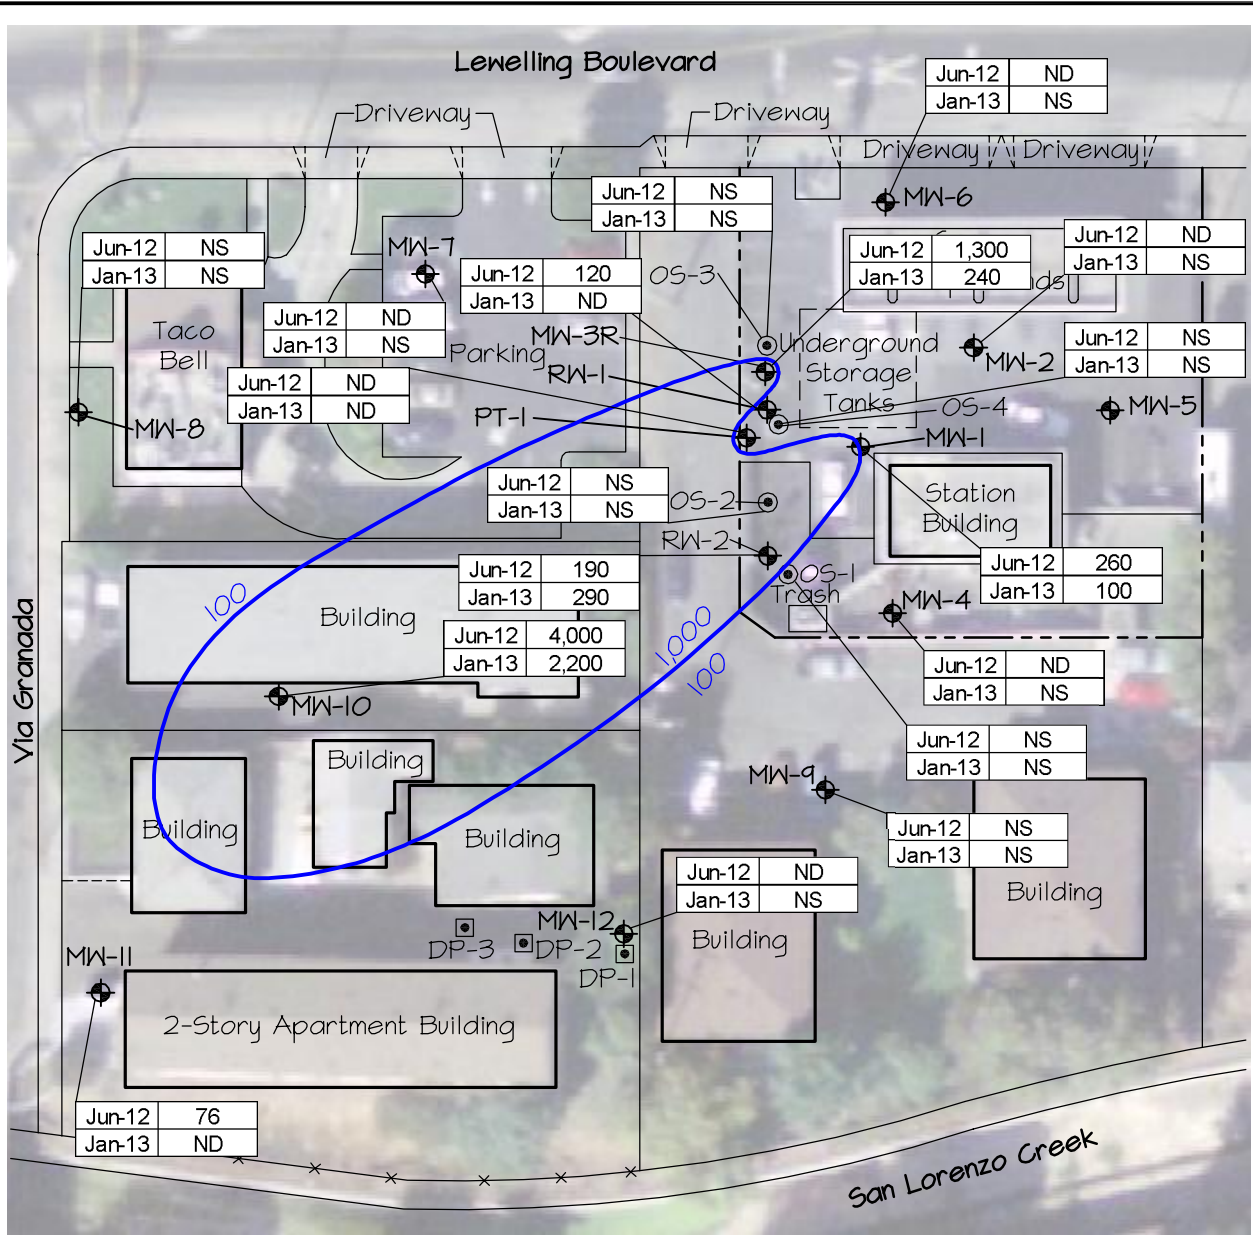 Lewelling Boulevard
Jun-12 ND
Jan-13 NS
Driveway
Driveway
Driveway
Driveway
MW-6
Jun-12 NS
Jan-13 NS
Jun-12 NS
Jan-13 NS
MW-7
Jun-12 1,300
Jan-13 240
Jun-12 ND
Jan-13 NS
Jun-12 120
Jan-13 ND
OS-3
Jun-12 ND
Jan-13 NS
Taco
Bell
Parking
MW-3R
Underground
Storage
Tanks
MW-2
Jun-12 NS
Jan-13 NS
RW-1
Jun-12 ND
Jan-13 ND
PT-1
OS-4
MW-5
MW-8
MW-1
Jun-12 NS
Jan-13 NS
OS-2
Station
Building
RW-2
Jun-12 190
Jan-13 290
OS-1
Trash
Jun-12 260
Jan-13 100
100
Building
MW-4
Jun-12 4,000
Jan-13 2,200
1,000
100
Jun-12 ND
Jan-13 NS
Via Granada
MW-10
Jun-12 NS
Jan-13 NS
Building
MW-9
Building
Building
Jun-12 NS
Jan-13 NS
Jun-12 ND
Jan-13 NS
Building
MW-12
DP-3
DP-2
DP-1
Building
MW-11
2-Story Apartment Building
Jun-12 76
Jan-13 ND
San Lorenzo Creek